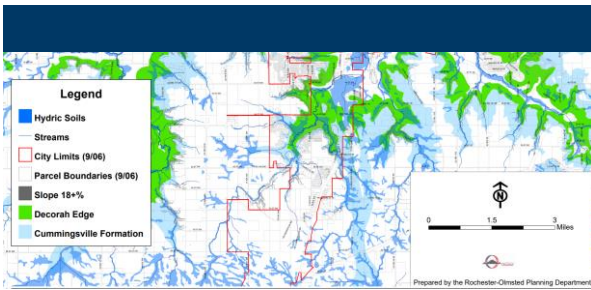 Legend
Hydric Soils
Streams
City Limits (9/06)
Parcel Boundaries (9/06)
Slope 18+%
Decorah Edge
Cummingsville Formation
N
0 1.5 3
Miles
Prepared by the Rochester-Olmsted Planning Department